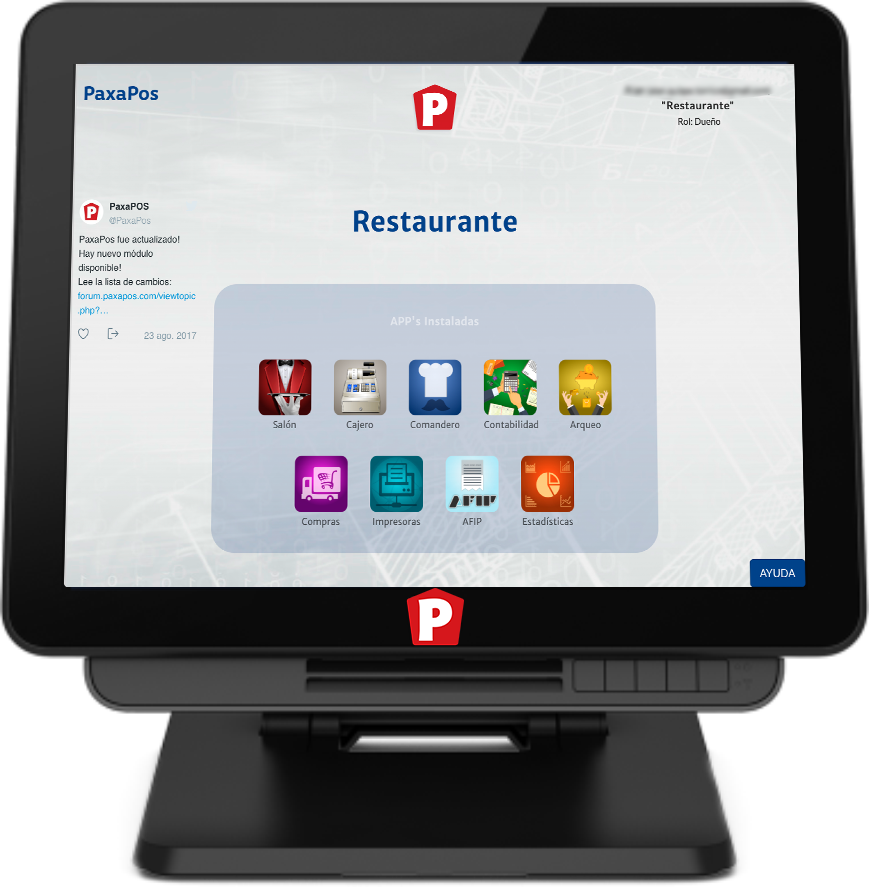 PaxaPos
P
"Restaurante"
Rol: Dueño
PaxaPOS
@PaxaPos
PaxaPos fue actualizado!
Hay nuevo módulo
disponible!
Lee la lista de cambios:
forum.paxapos.com/viewtopic
.php?...
23 ago. 2017
Restaurante
APP's Instaladas
Salón
Cajero
Comandero
Contabilidad
Arqueo
Compras
Impresoras
AFIP
AFIP
Estadísticas
AYUDA
P